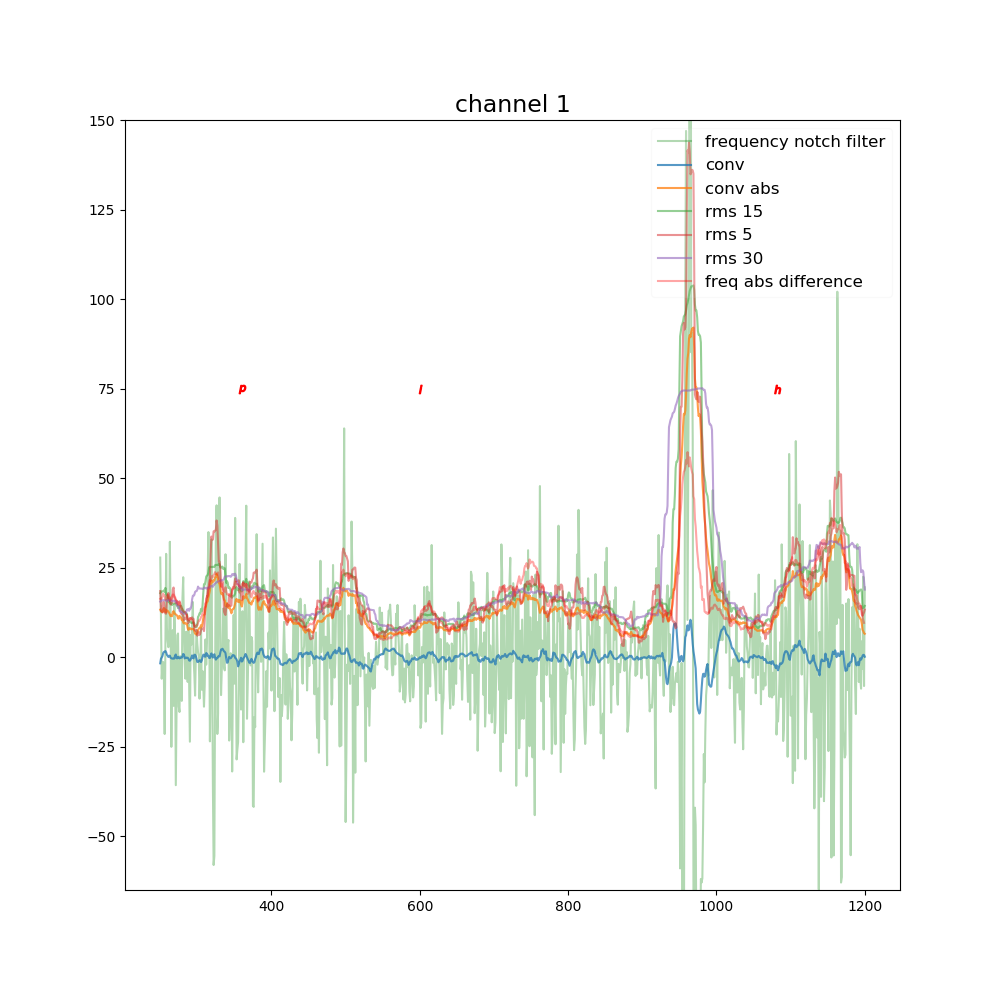 channel 1
150
125
100
75
50
25
0
−25
−50
frequency notch filter
conv
conv abs
rms 15
rms 5
rms 30
freq abs difference
p l h
400 600 800 1000 1200